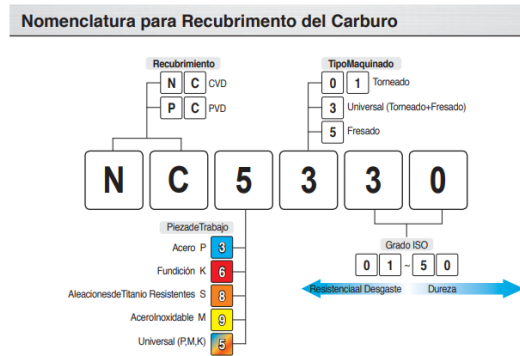 Nomenclatura para Recubrimento del Carburo
Recubrimiento
TipoMaquinado
N C CVD
P C PVD
0 1 Torneado
3 Universal (Torneado+Fresado)
5 Fresado
N C 5 3 3 0
PiezadeTrabajo
Acero P 3
Fundición K 6
AleacionesdeTitanio Resistentes S 8
AceroInoxidable M 9
Universal (P,M,K) 5
Grado ISO
0 1 ~ 5 0
Resistenciaal Desgaste Dureza